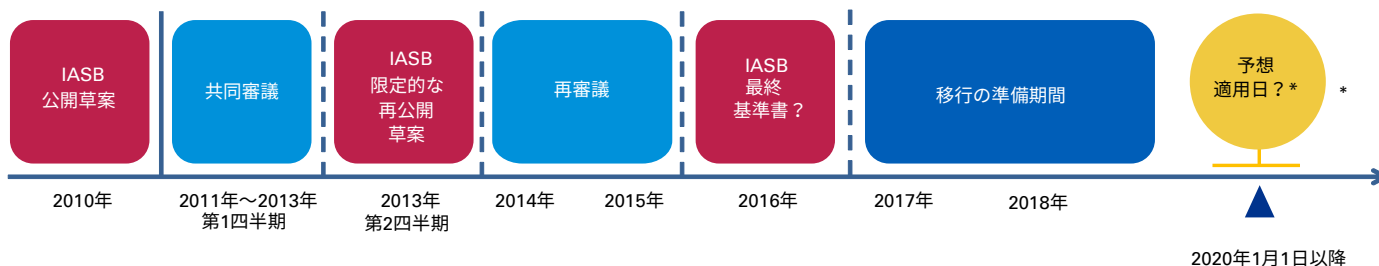 IASB
公開草案
共同審議
IASB
限定的な
再公開
草案
再審議
IASB
最終
基準書？
移行の準備期間
予想
適用日？*
*
2010年
2011年～2013年
第1四半期
2013年
第2四半期
2014年
2015年
2016年
2017年
2018年
2020年1月1日以降